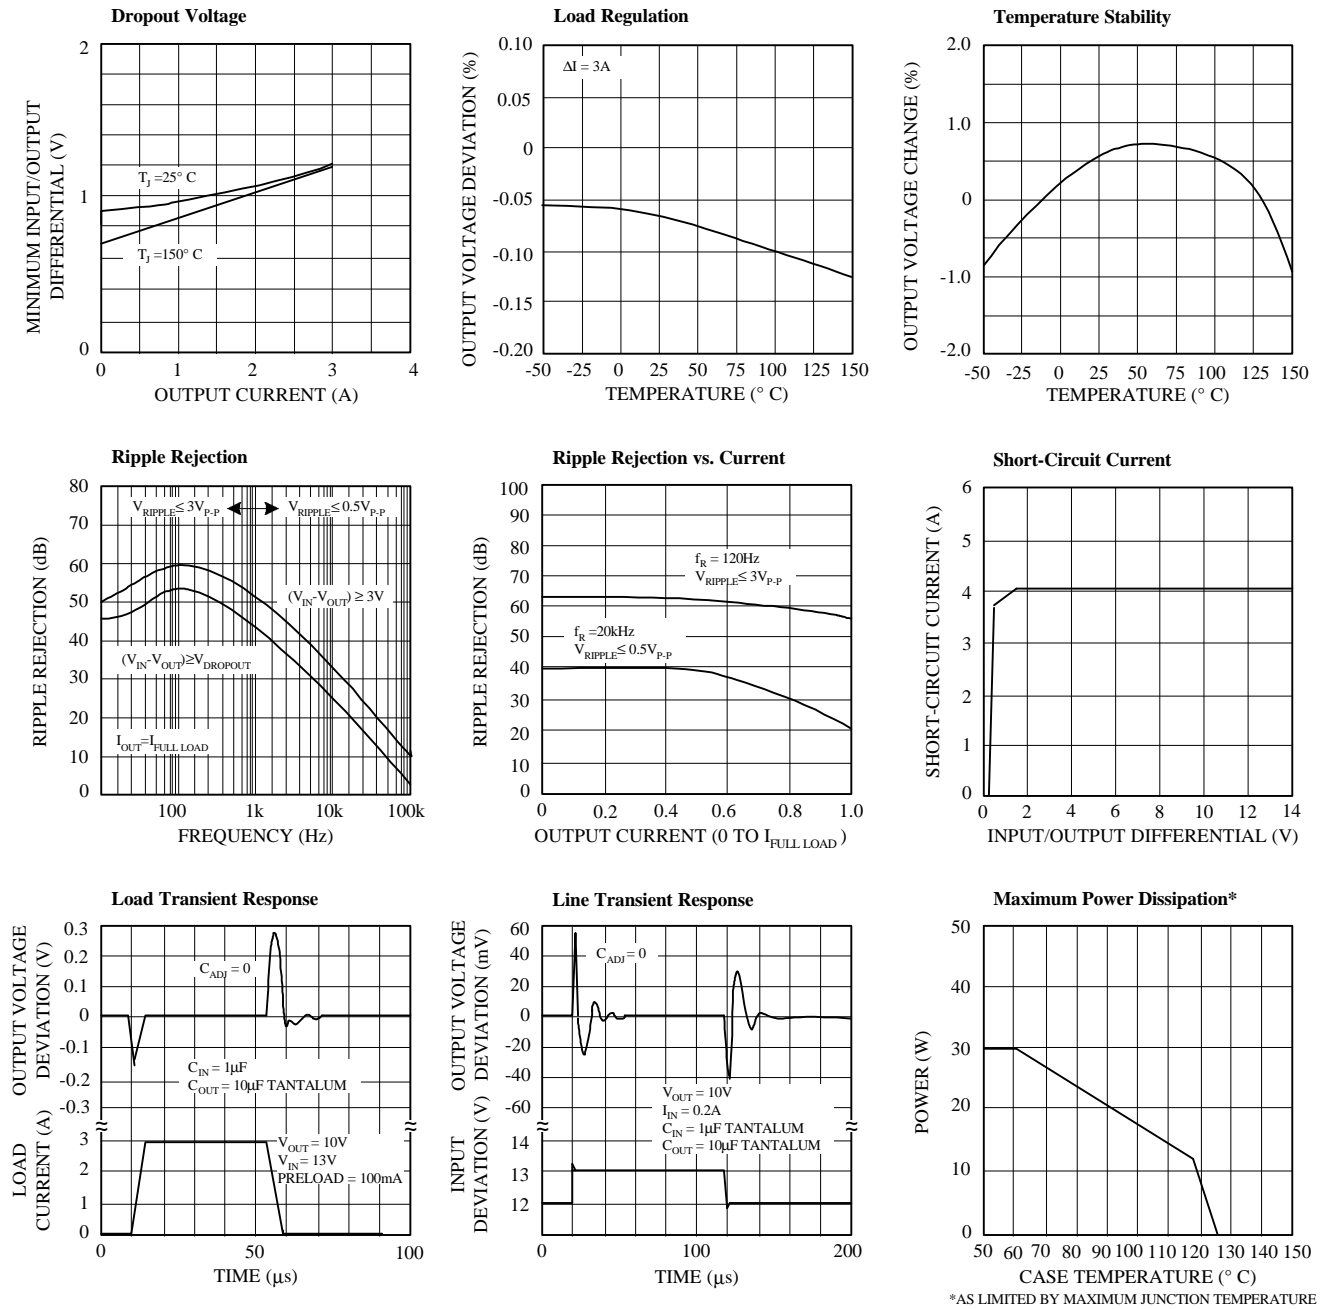 Dropout Voltage
2
1
0
MINIMUM INPUT/OUTPUT
DIFFERENTIAL (V)
TJ =25° C
TJ =150° C
0 1 2 3 4
OUTPUT CURRENT (A)
Load Regulation
0.10
0.05
0
-0.05
-0.10
-0.15
-0.20
OUTPUT VOLTAGE DEVIATION (%)
ΔI = 3A
-50 -25 0 25 50 75 100 125 150
TEMPERATURE (° C)
Temperature Stability
2.0
1.0
0
-1.0
-2.0
OUTPUT VOLTAGE CHANGE (%)
-50 -25 0 25 50 75 100 125 150
TEMPERATURE (° C)
Ripple Rejection
80
70
60
50
40
30
20
10
0
RIPPLE REJECTION (dB)
VRIPPLE≤ 3VP-P
VRIPPLE≤ 0.5VP-P
(VIN-VOUT) ≥ 3V
(VIN-VOUT)≥VDROPOUT
IOUT=IFULL LOAD
100 1k 10k 100k
FREQUENCY (Hz)
Ripple Rejection vs. Current
100
90
80
70
60
50
40
30
20
10
0
RIPPLE REJECTION (dB)
fR = 120Hz
VRIPPLE≤ 3VP-P
fR =20kHz
VRIPPLE≤ 0.5VP-P
0 0.2 0.4 0.6 0.8 1.0
OUTPUT CURRENT (0 TO IFULL LOAD )
Short-Circuit Current
6
5
4
3
2
1
0
SHORT-CIRCUIT CURRENT (A)
0 2 4 6 8 10 12 14
INPUT/OUTPUT DIFFERENTIAL (V)
Load Transient Response
0.3
0.2
0.1
0
-0.1
-0.2
-0.3
OUTPUT VOLTAGE
DEVIATION (V)
CADJ = 0
CIN = 1μF
COUT = 10μF TANTALUM
3
2
1
0
LOAD
CURRENT (A)
VOUT = 10V
VIN = 13V
PRELOAD = 100mA
0 50 100
TIME (μs)
Line Transient Response
60
40
20
0
-20
-40
-60
OUTPUT VOLTAGE
DEVIATION (mV)
CADJ = 0
VOUT = 10V
IIN = 0.2A
CIN = 1μF TANTALUM
COUT = 10μF TANTALUM
14
13
12
INPUT
DEVIATION (V)
0 100 200
TIME (μs)
Maximum Power Dissipation*
50
40
30
20
10
0
POWER (W)
50 60 70 80 90 100 110 120 130 140 150
CASE TEMPERATURE (° C)
*AS LIMITED BY MAXIMUM JUNCTION TEMPERATURE